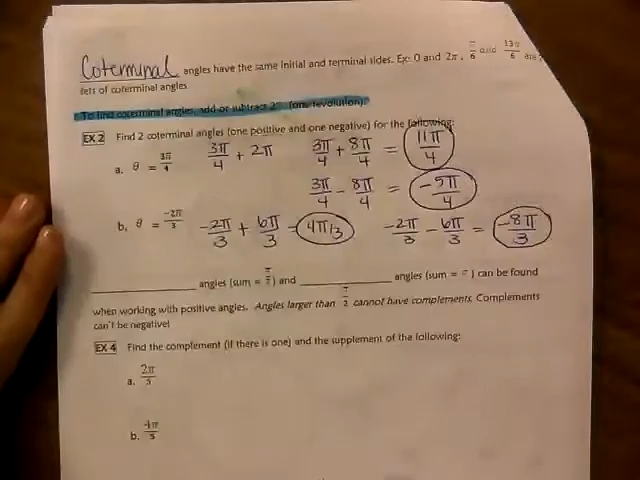 Coterminal angles have the same initial and terminal sides. Ex: 0 and 2π, π/6 and 13π/6 are
sets of coterminal angles
To find coterminal angles, add or subtract 2π (one revolution).
EX 2 Find 2 coterminal angles (one positive and one negative) for the following:
a. θ = 3π/4 3π/4 + 2π 3π/4 + 8π/4 = 11π/4
3π/4 - 8π/4 = -5π/4
b. θ = -2π/3 -2π/3 + 6π/3 = 4π/3 -2π/3 - 6π/3 = -8π/3
____________ angles (sum = π/2) and ____________ angles (sum = π) can be found
when working with positive angles. Angles larger than π/2 cannot have complements. Complements
can't be negative!
EX 4 Find the complement (if there is one) and the supplement of the following:
a. 2π/5
b. 4π/5